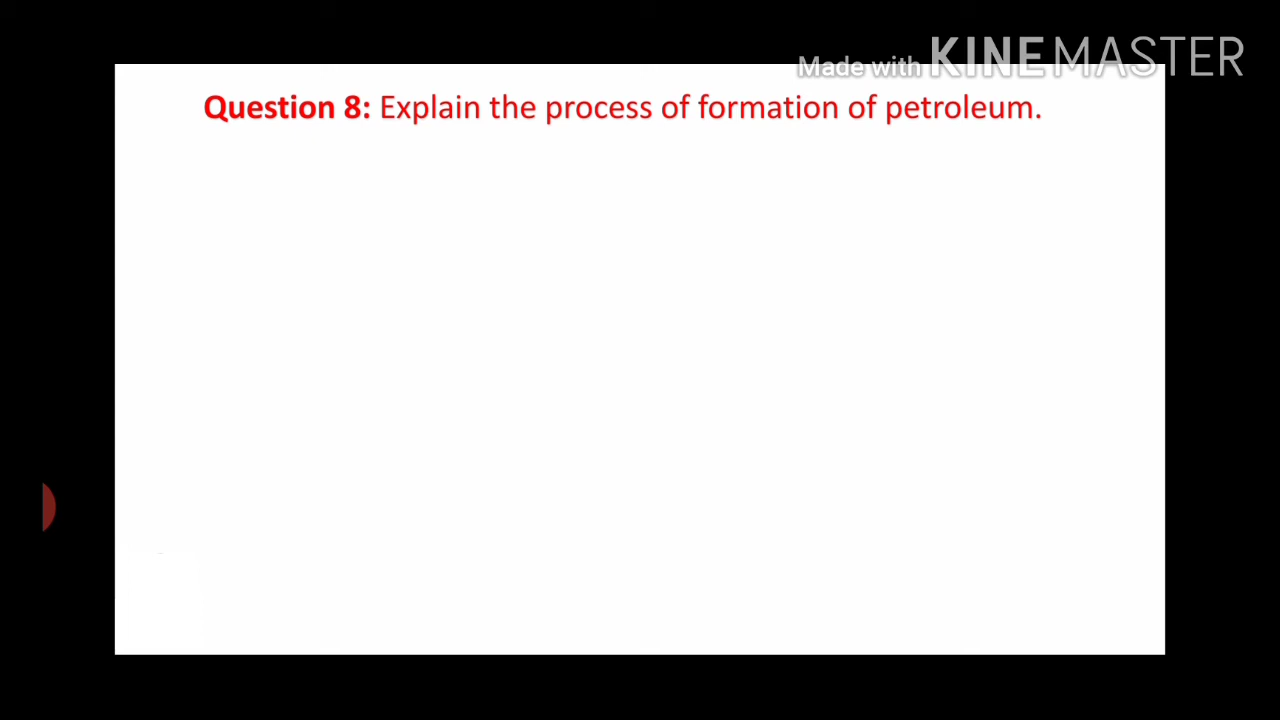 Made with KINEMASTER
Question 8: Explain the process of formation of petroleum.